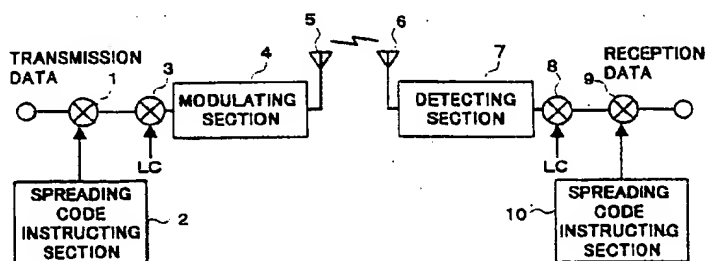 5
6
TRANSMISSION
DATA
1
3
4
7
8
RECEPTION
DATA
9
MODULATING
SECTION
DETECTING
SECTION
LC
LC
SPREADING
CODE
INSTRUCTING
SECTION
2
10
SPREADING
CODE
INSTRUCTING
SECTION